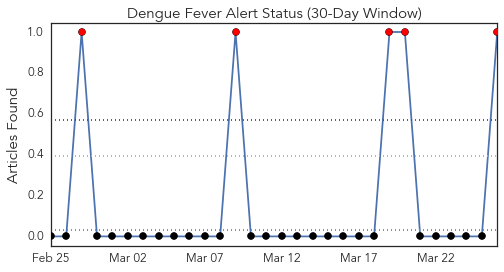 Dengue Fever Alert Status (30-Day Window)
1.0
0.8
0.6
0.4
0.2
0.0
Articles Found
Feb 25
Mar 02
Mar 07
Mar 12
Mar 17
Mar 22